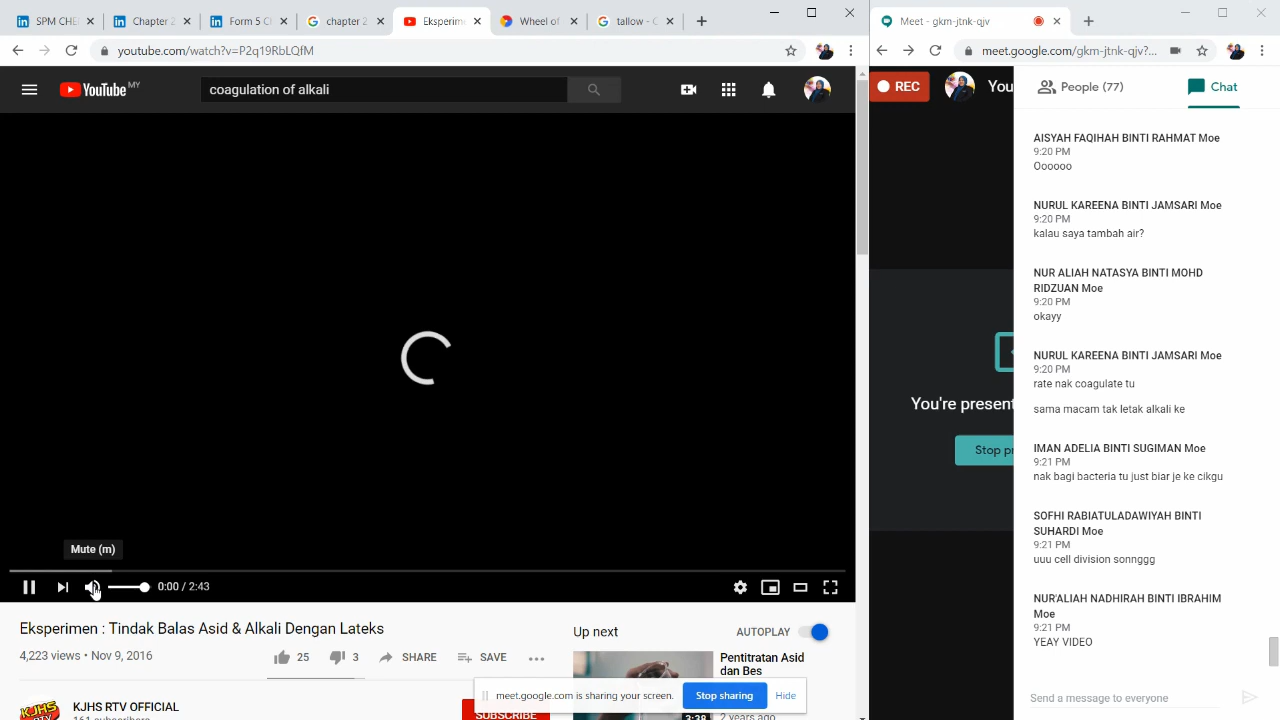 SPM CHE
Chapter 2
Form 5 C
chapter 2
Eksperim
Wheel of
tallow - G
youtube.com/watch?v=P2q19RbLQfM
YouTube MY
coagulation of alkali
Mute (m)
0:00 / 2:43
Eksperimen : Tindak Balas Asid & Alkali Dengan Lateks
4,223 views • Nov 9, 2016
25
3
SHARE
SAVE
Up next
AUTOPLAY
Pentitratan Asid
dan Bes
3:38
2 years ago
KJHS RTV OFFICIAL
161 subscribers
SUBSCRIBE
meet.google.com is sharing your screen.
Stop sharing
Hide
Meet - gkm-jtnk-qjv
meet.google.com/gkm-jtnk-qjv?...
REC
You
People (77)
Chat
You're present
Stop pr
AISYAH FAQIHAH BINTI RAHMAT Moe
9:20 PM
Oooooo
NURUL KAREENA BINTI JAMSARI Moe
9:20 PM
kalau saya tambah air?
NUR ALIAH NATASYA BINTI MOHD
RIDZUAN Moe
9:20 PM
okayy
NURUL KAREENA BINTI JAMSARI Moe
9:20 PM
rate nak coagulate tu
sama macam tak letak alkali ke
IMAN ADELIA BINTI SUGIMAN Moe
9:21 PM
nak bagi bacteria tu just biar je ke cikgu
SOFHI RABIATULADAWIYAH BINTI
SUHARDI Moe
9:21 PM
uuu cell division sonnggg
NUR'ALIAH NADHIRAH BINTI IBRAHIM
Moe
9:21 PM
YEAY VIDEO
Send a message to everyone